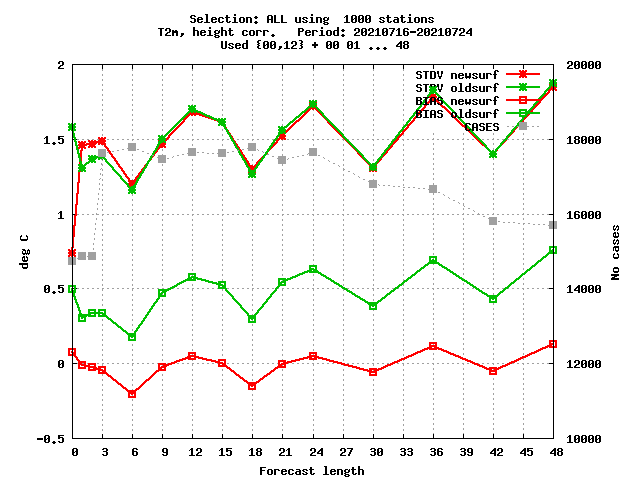 Selection: ALL using  1000 stations
T2m, height corr.   Period: 20210716-20210724
Used {00,12} + 00 01 ... 48
2
1.5
1
0.5
0
-0.5
20000
18000
16000
14000
12000
10000
STDV newsurf
STDV oldsurf
BIAS newsurf
BIAS oldsurf
CASES
deg C
No cases
0 3 6 9 12 15 18 21 24 27 30 33 36 39 42 45 48
Forecast length